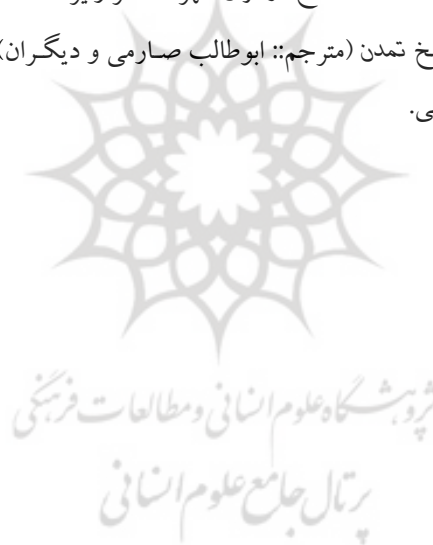 خ تمدن (مترجم:: ابوطالب صارمی و دیگران)
ی.
پژوهشگاه علوم انسانی و مطالعات فرهنگی
پرتال جامع علوم انسانی